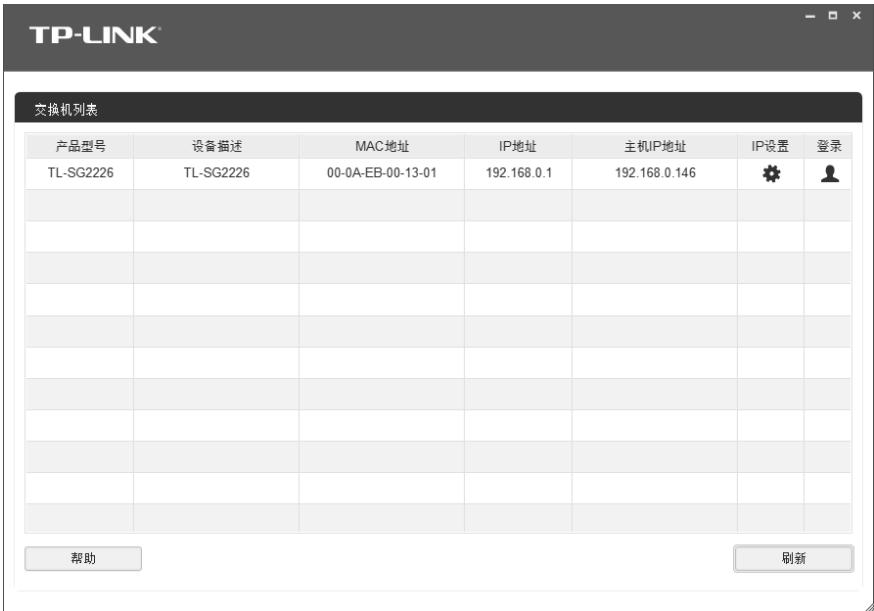 TP-LINK
交换机列表
产品型号 设备描述 MAC地址 IP地址 主机IP地址 IP设置 登录
TL-SG2226 TL-SG2226 00-0A-EB-00-13-01 192.168.0.1 192.168.0.146
帮助 刷新